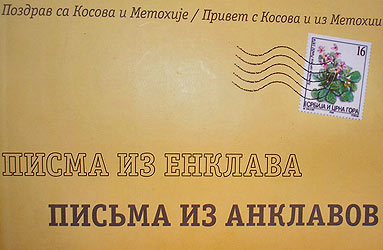 Поздрав са Косова и Метохије / Привет с Косова и из Метохии
16
СРБИЈА И ЦРНА ГОРА
ПИСМА ИЗ ЕНКЛАВА
ПИСЬМА ИЗ АНКЛАВОВ